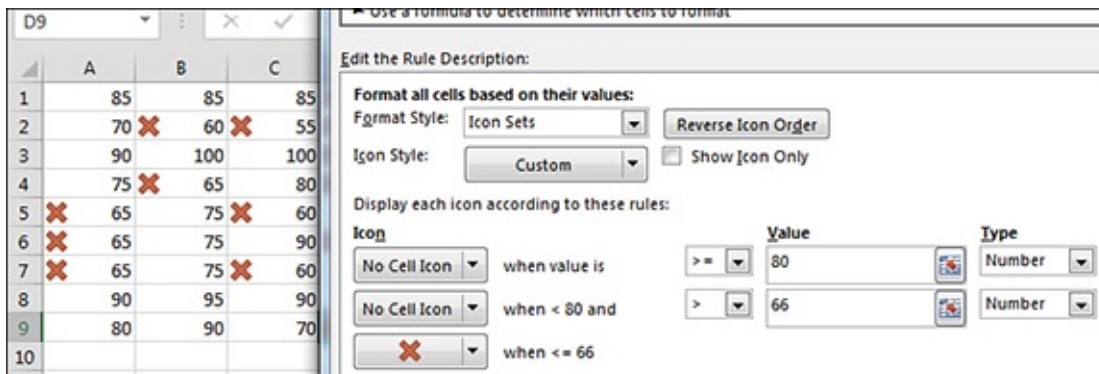 D9
Use a formula to determine which cells to format
Edit the Rule Description:
A B C
1 85 85 85
2 70 60 55
3 90 100 100
4 75 65 80
5 65 75 60
6 65 75 90
7 65 75 60
8 90 95 90
9 80 90 70
10
Format all cells based on their values:
Format Style: Icon Sets Reverse Icon Order
Icon Style: Custom Show Icon Only
Display each icon according to these rules:
Icon Value Type
No Cell Icon when value is >= 80 Number
No Cell Icon when < 80 and > 66 Number
when <= 66